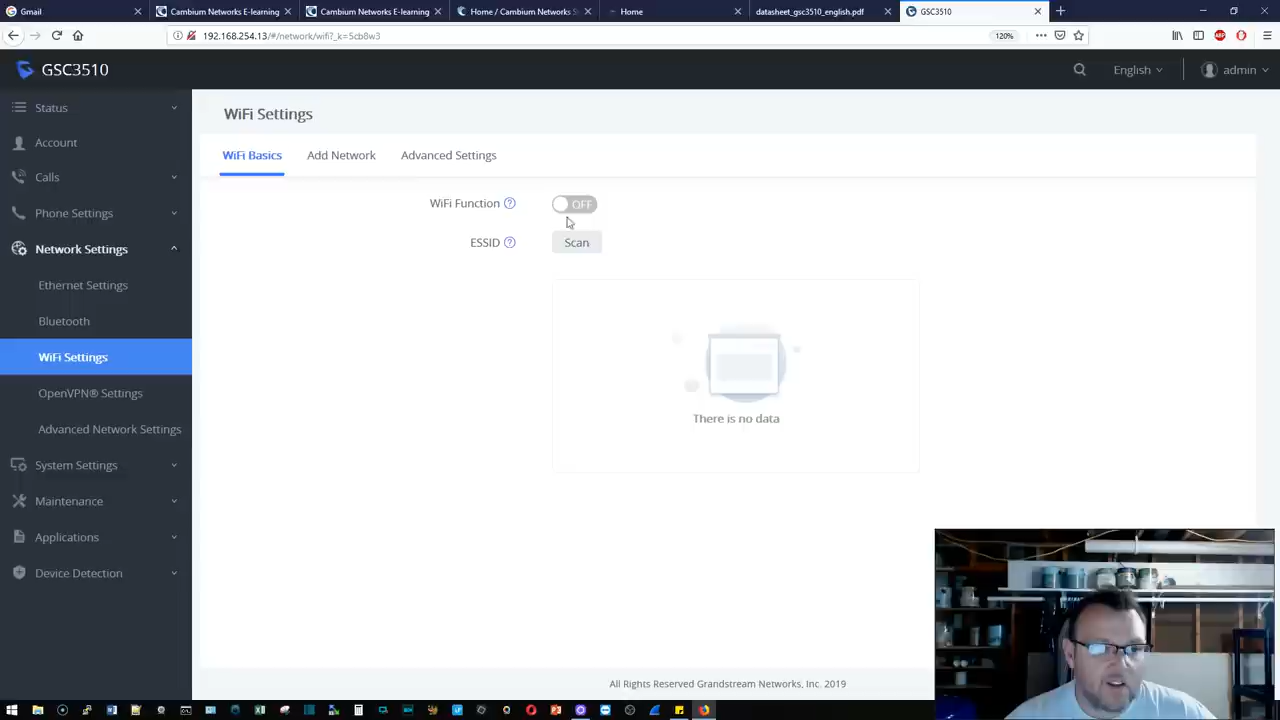 Gmail
Cambium Networks E-learning
Cambium Networks E-learning
Home / Cambium Networks
Home
datasheet_gsc3510_english.pdf
GSC3510
192.168.254.13/#/network/wifi?_k=5cb8w3
120%
ABP
GSC3510
English
admin
Status
Account
Calls
Phone Settings
Network Settings
Ethernet Settings
Bluetooth
WiFi Settings
OpenVPN® Settings
Advanced Network Settings
System Settings
Maintenance
Applications
Device Detection
WiFi Settings
WiFi Basics
Add Network
Advanced Settings
WiFi Function
OFF
ESSID
Scan
There is no data
All Rights Reserved Grandstream Networks, Inc. 2019